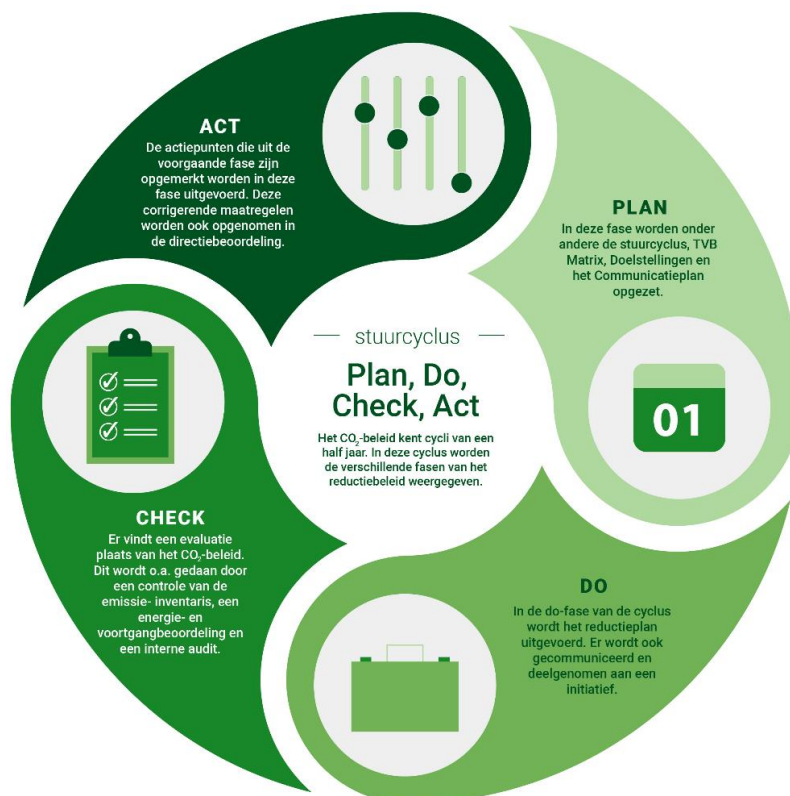 stuurcyclus
Plan, Do,
Check, Act
Het CO₂-beleid kent cycli van een
half jaar. In deze cyclus worden
de verschillende fasen van het
reductiebeleid weergegeven.
PLAN
In deze fase worden onder
andere de stuurcyclus, TVB
Matrix, Doelstellingen en
het Communicatieplan
opgezet.
01
DO
In de do-fase van de cyclus
wordt het reductieplan
uitgevoerd. Er wordt ook
gecommuniceerd en
deelgenomen aan een
initiatief.
CHECK
Er vindt een evaluatie
plaats van het CO₂-beleid.
Dit wordt o.a. gedaan door
een controle van de
emissie- inventaris, een
energie- en
voortgangbeoordeling en
een interne audit.
ACT
De actiepunten die uit de
voorgaande fase zijn
opgemerkt worden in deze
fase uitgevoerd. Deze
corrigerende maatregelen
worden ook opgenomen in
de directiebeoordeling.